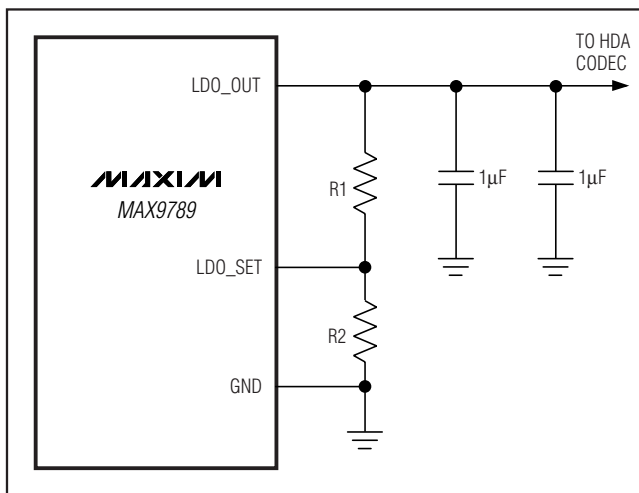 TO HDA
CODEC
LDO_OUT
R1
1μF
1μF
MAXIM
MAX9789
LDO_SET
R2
GND